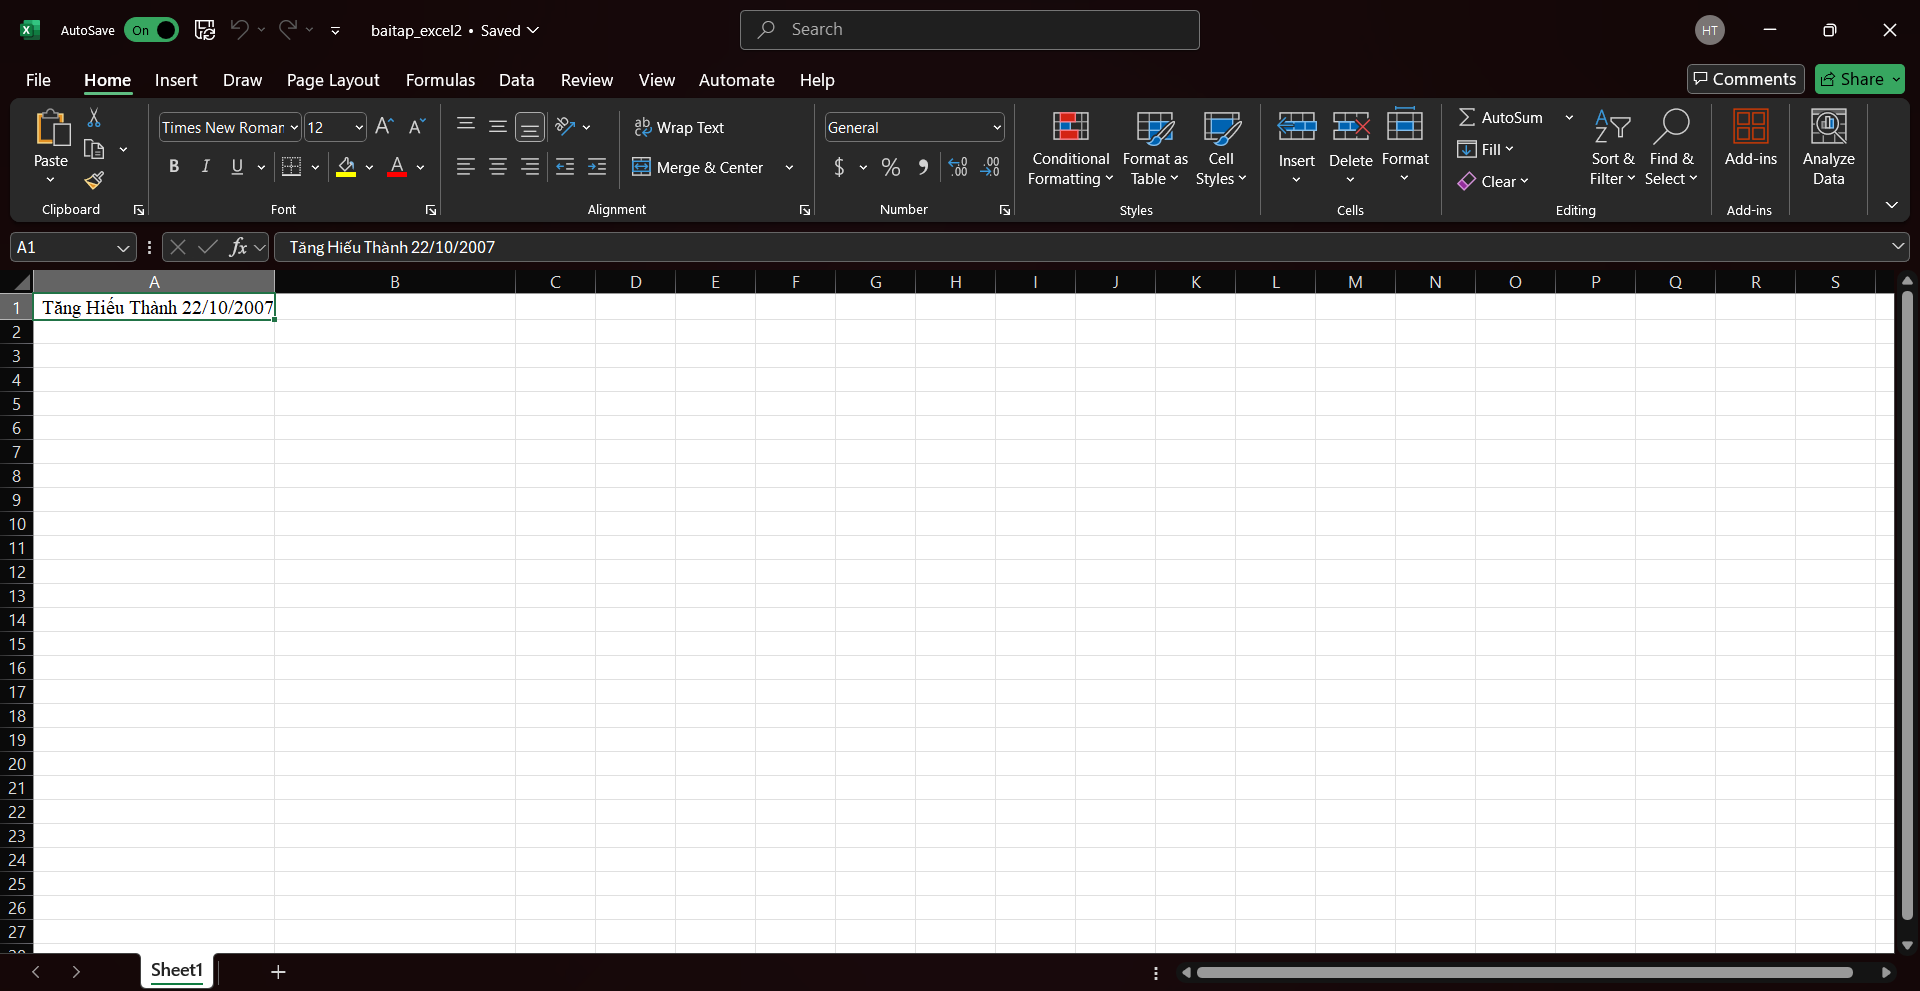 AutoSave On baitap_excel2 • Saved Search HT
File Home Insert Draw Page Layout Formulas Data Review View Automate Help Comments Share
Paste
Clipboard
Times New Roman 12
B I U A
Font
Wrap Text
Merge & Center
Alignment
General
$ % 9
Number
Conditional Formatting
Format as Table
Cell Styles
Styles
Insert
Delete
Format
Cells
AutoSum
Fill
Clear
Sort & Filter
Find & Select
Editing
Add-ins
Add-ins
Analyze Data
A1 fx Tăng Hiếu Thành 22/10/2007
A B C D E F G H I J K L M N O P Q R S
1 Tăng Hiếu Thành 22/10/2007
2
3
4
5
6
7
8
9
10
11
12
13
14
15
16
17
18
19
20
21
22
23
24
25
26
27
Sheet1